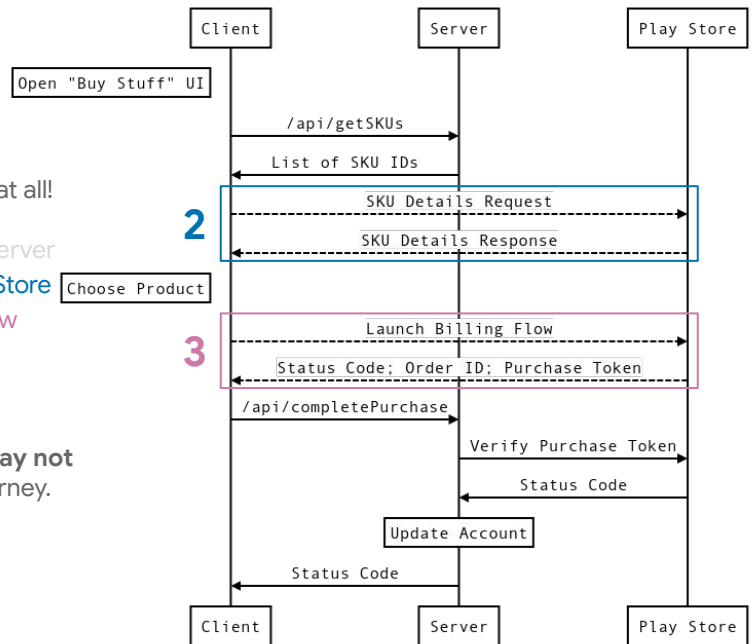 Client
Server
Play Store
Open "Buy Stuff" UI
/api/getSKUs
List of SKU IDs
at all!
SKU Details Request
2
SKU Details Response
erver
Store
Choose Product
w
Launch Billing Flow
3
Status Code; Order ID; Purchase Token
/api/completePurchase
ay not
Verify Purchase Token
rney.
Status Code
Update Account
Status Code
Client
Server
Play Store